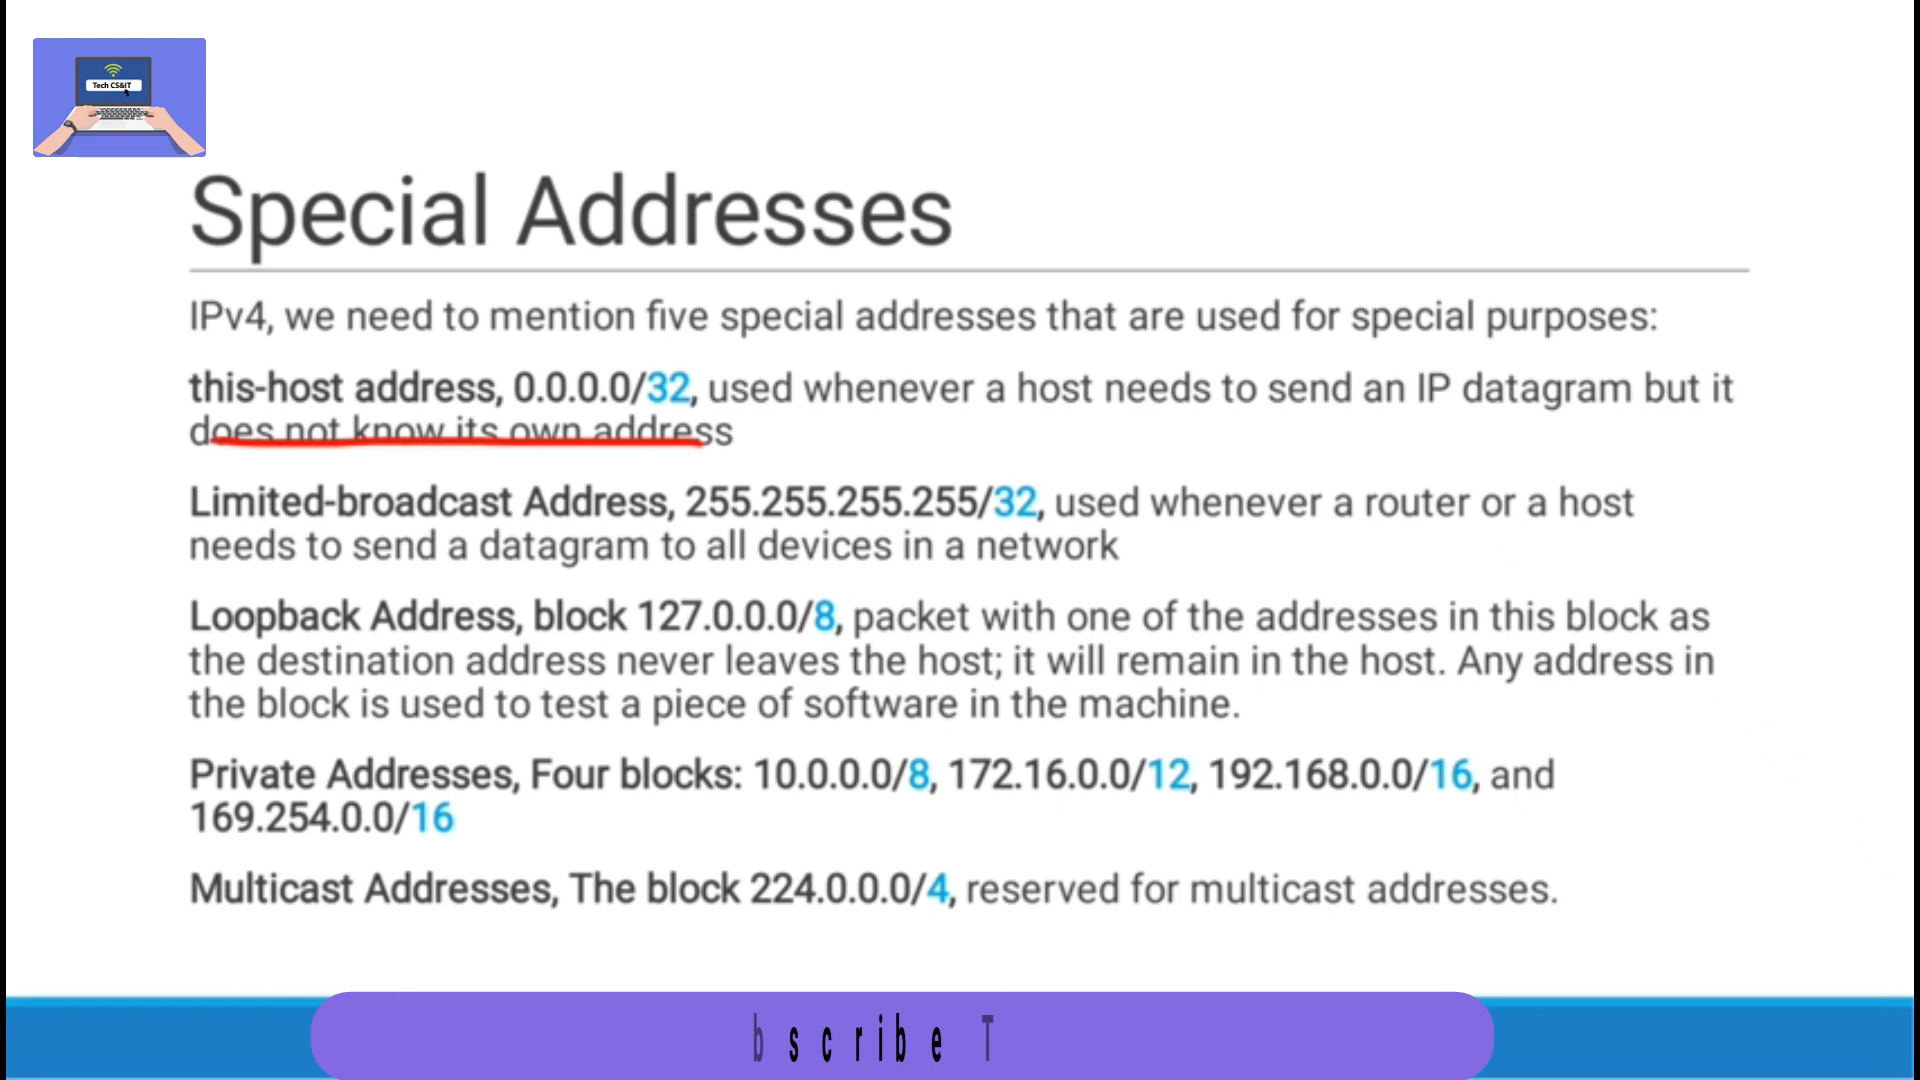 Tech CS&IT
Special Addresses
IPv4, we need to mention five special addresses that are used for special purposes:
this-host address, 0.0.0.0/32, used whenever a host needs to send an IP datagram but it
does not know its own address
Limited-broadcast Address, 255.255.255.255/32, used whenever a router or a host
needs to send a datagram to all devices in a network
Loopback Address, block 127.0.0.0/8, packet with one of the addresses in this block as
the destination address never leaves the host; it will remain in the host. Any address in
the block is used to test a piece of software in the machine.
Private Addresses, Four blocks: 10.0.0.0/8, 172.16.0.0/12, 192.168.0.0/16, and
169.254.0.0/16
Multicast Addresses, The block 224.0.0.0/4, reserved for multicast addresses.
bscribe T